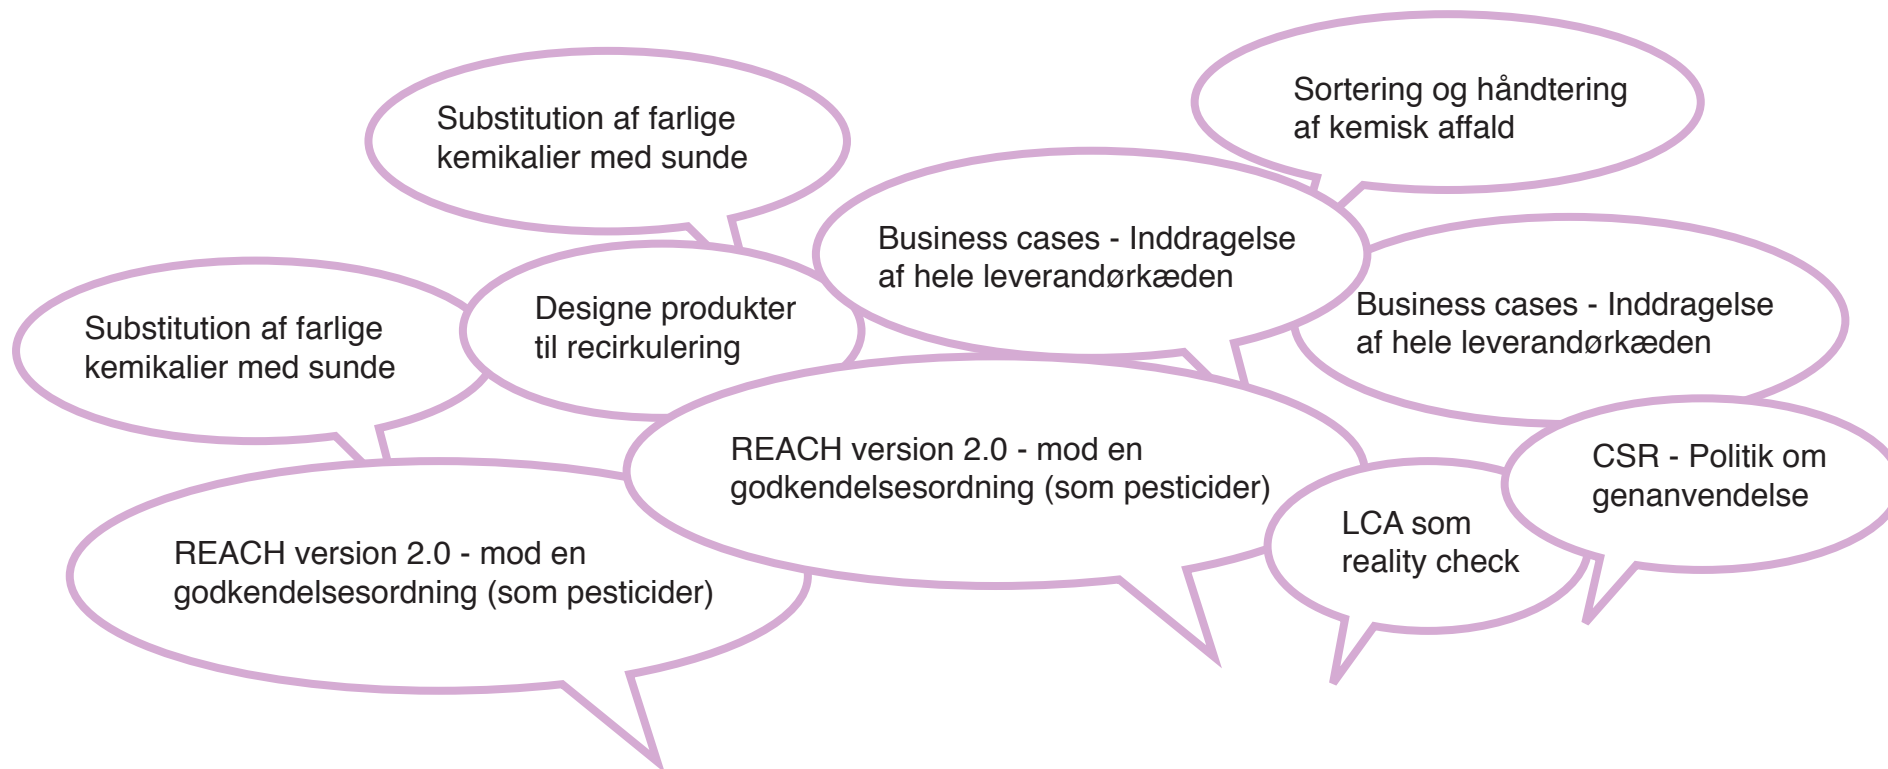 Substitution af farlige
kemikalier med sunde
Sortering og håndtering
af kemisk affald
Substitution af farlige
kemikalier med sunde
Designe produkter
til recirkulering
Business cases - Inddragelse
af hele leverandørkæden
Business cases - Inddragelse
af hele leverandørkæden
REACH version 2.0 - mod en
godkendelsesordning (som pesticider)
REACH version 2.0 - mod en
godkendelsesordning (som pesticider)
LCA som
reality check
CSR - Politik om
genanvendelse